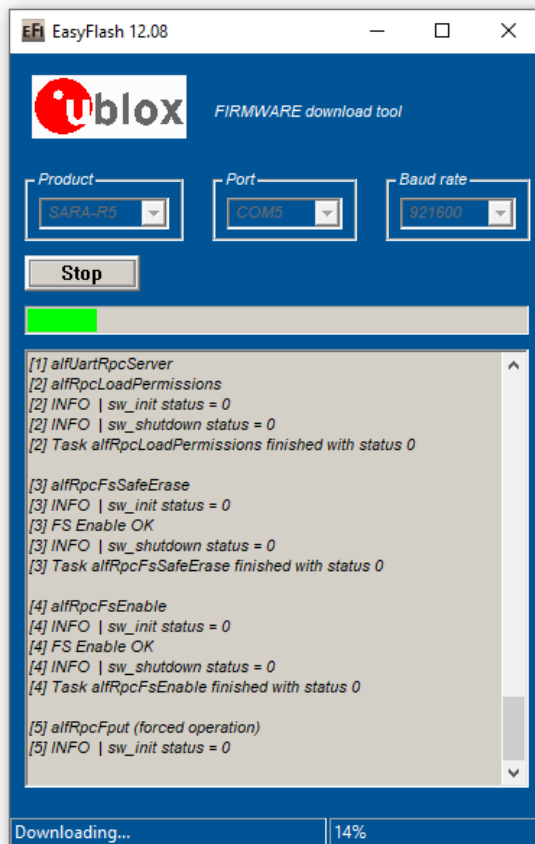 EFI EasyFlash 12.08
ublox
FIRMWARE download tool
Product
Port
Baud rate
SARA-R5
COM5
921600
Stop
[1] alfUartRpcServer
[2] alfRpcLoadPermissions
[2] INFO | sw_init status = 0
[2] INFO | sw_shutdown status = 0
[2] Task alfRpcLoadPermissions finished with status 0
[3] alfRpcFsSafeErase
[3] INFO | sw_init status = 0
[3] FS Enable OK
[3] INFO | sw_shutdown status = 0
[3] Task alfRpcFsSafeErase finished with status 0
[4] alfRpcFsEnable
[4] INFO | sw_init status = 0
[4] FS Enable OK
[4] INFO | sw_shutdown status = 0
[4] Task alfRpcFsEnable finished with status 0
[5] alfRpcFput (forced operation)
[5] INFO | sw_init status = 0
Downloading...
14%